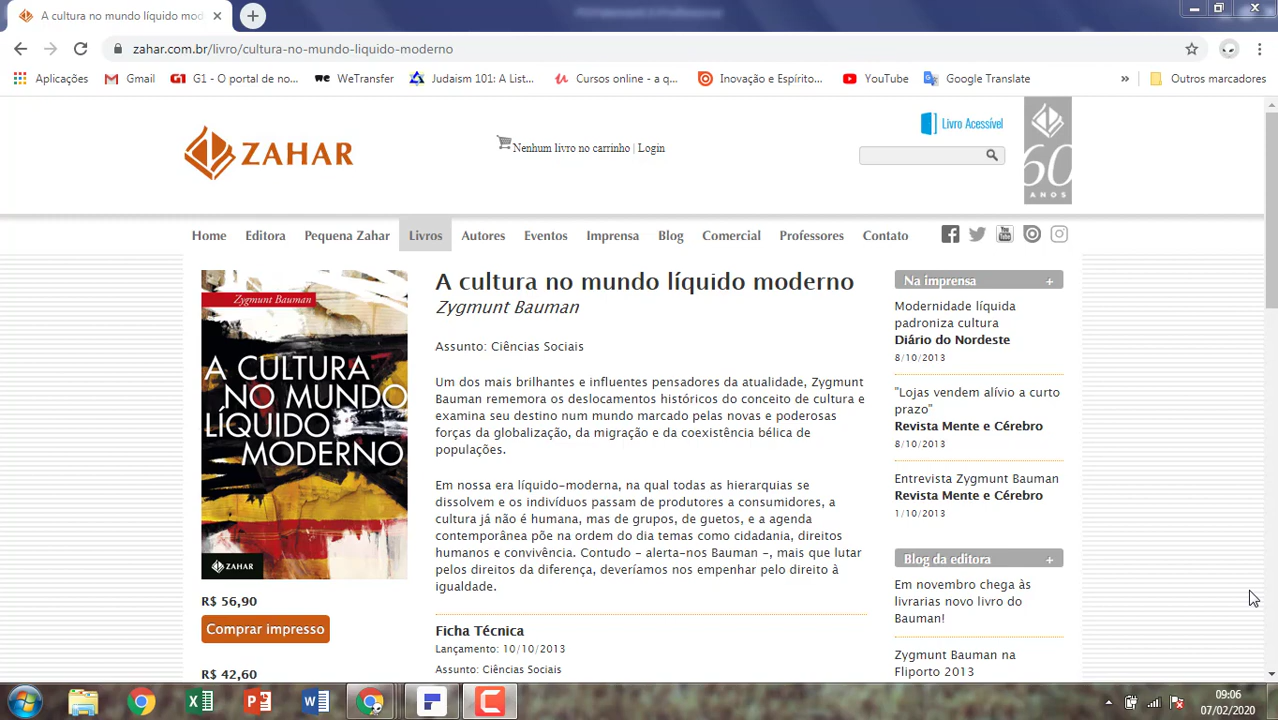 A cultura no mundo líquido mod
zahar.com.br/livro/cultura-no-mundo-liquido-moderno
Aplicações
Gmail
G1 - O portal de no...
WeTransfer
Judaism 101: A List...
Cursos online - a q...
Inovação e Espírito...
YouTube
Google Translate
»
Outros marcadores
ZAHAR
Nenhum livro no carrinho | Login
Livro Acessível
60
ANOS
Home
Editora
Pequena Zahar
Livros
Autores
Eventos
Imprensa
Blog
Comercial
Professores
Contato
Zygmunt Bauman
A CULTURA
NO MUNDO
LÍQUIDO
MODERNO
ZAHAR
R$ 56,90
Comprar impresso
R$ 42,60
A cultura no mundo líquido moderno
Zygmunt Bauman
Assunto: Ciências Sociais
Um dos mais brilhantes e influentes pensadores da atualidade, Zygmunt
Bauman rememora os deslocamentos históricos do conceito de cultura e
examina seu destino num mundo marcado pelas novas e poderosas
forças da globalização, da migração e da coexistência bélica de
populações.
Em nossa era líquido-moderna, na qual todas as hierarquias se
dissolvem e os indivíduos passam de produtores a consumidores, a
cultura já não é humana, mas de grupos, de guetos, e a agenda
contemporânea põe na ordem do dia temas como cidadania, direitos
humanos e convivência. Contudo - alerta-nos Bauman -, mais que lutar
pelos direitos da diferença, deveríamos nos empenhar pelo direito à
igualdade.
Ficha Técnica
Lançamento: 10/10/2013
Assunto: Ciências Sociais
Na imprensa +
Modernidade líquida
padroniza cultura
Diário do Nordeste
8/10/2013
"Lojas vendem alívio a curto
prazo"
Revista Mente e Cérebro
8/10/2013
Entrevista Zygmunt Bauman
Revista Mente e Cérebro
1/10/2013
Blog da editora +
Em novembro chega às
livrarias novo livro do
Bauman!
Zygmunt Bauman na
Fliporto 2013
09:06
07/02/2020